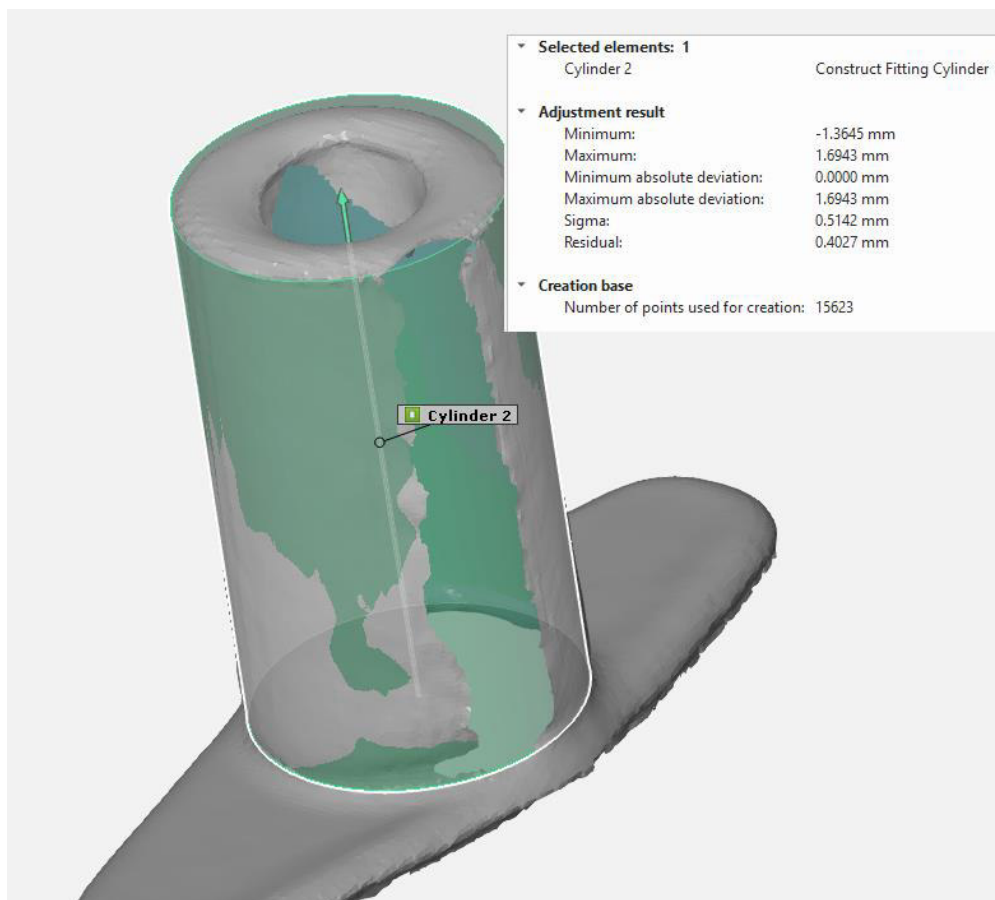 Selected elements: 1
Cylinder 2 Construct Fitting Cylinder
Adjustment result
Minimum: -1.3645 mm
Maximum: 1.6943 mm
Minimum absolute deviation: 0.0000 mm
Maximum absolute deviation: 1.6943 mm
Sigma: 0.5142 mm
Residual: 0.4027 mm
Creation base
Number of points used for creation: 15623
Cylinder 2